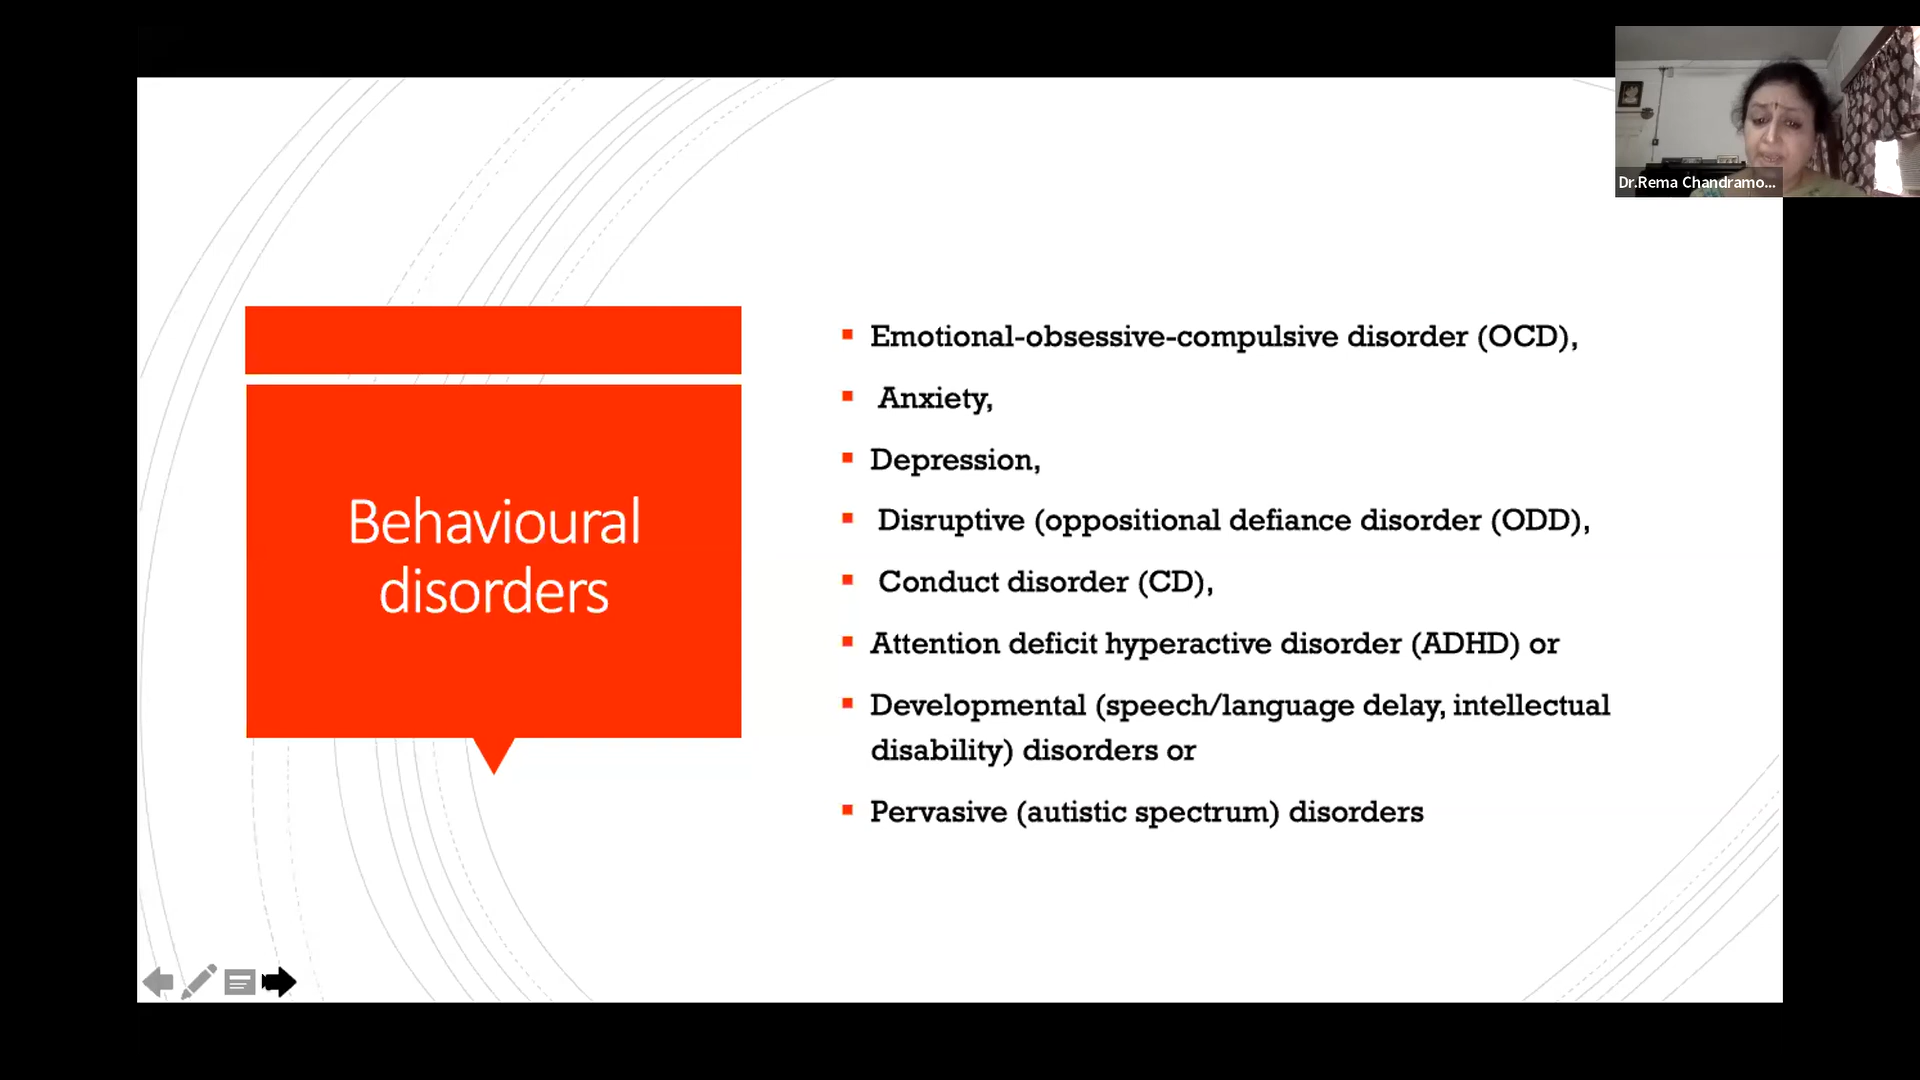 Dr.Rema Chandramo...
Behavioural
disorders
Emotional-obsessive-compulsive disorder (OCD),
Anxiety,
Depression,
Disruptive (oppositional defiance disorder (ODD),
Conduct disorder (CD),
Attention deficit hyperactive disorder (ADHD) or
Developmental (speech/language delay, intellectual
disability) disorders or
Pervasive (autistic spectrum) disorders